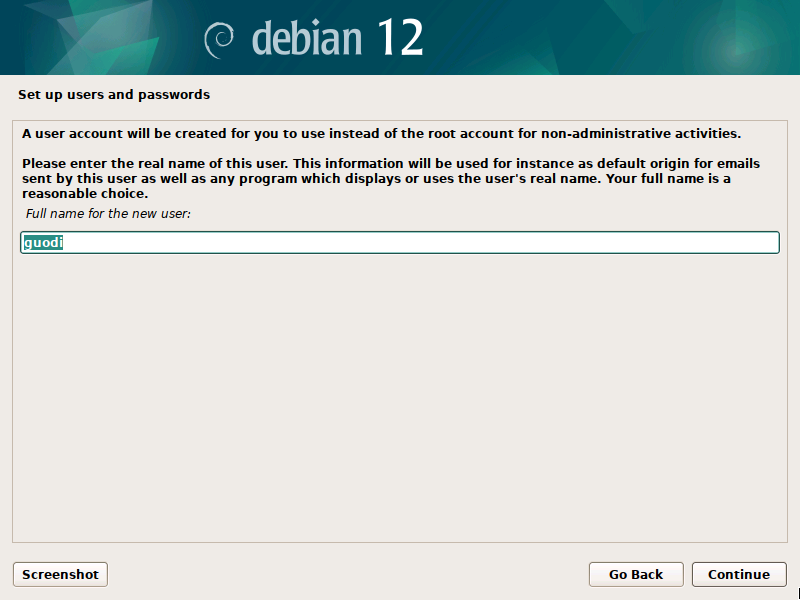 debian 12
Set up users and passwords
A user account will be created for you to use instead of the root account for non-administrative activities.
Please enter the real name of this user. This information will be used for instance as default origin for emails
sent by this user as well as any program which displays or uses the user's real name. Your full name is a
reasonable choice.
Full name for the new user:
guodi
Screenshot
Go Back
Continue